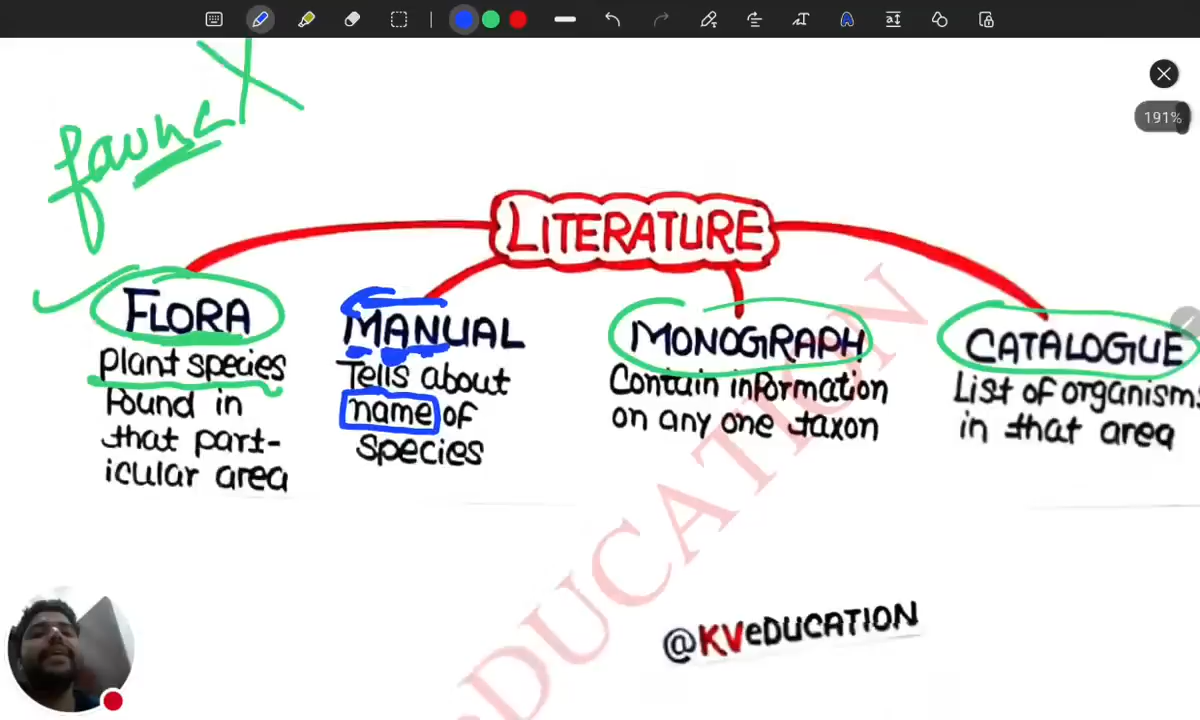 191%
fauna X
LITERATURE
FLORA
Plant species
Found in
that part-
icular area
MANUAL
Tells about
name of
species
MONOGRAPH
Contain information
on any one taxon
CATALOGUE
List of organisms
in that area
EDUCATION
@KVeDUCATION